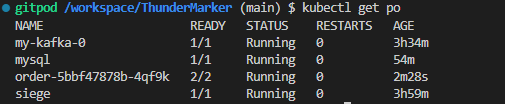 gitpod /workspace/ThunderMarker (main) $ kubectl get po
NAME READY STATUS RESTARTS AGE
my-kafka-0 1/1 Running 0 3h34m
mysql 1/1 Running 0 54m
order-5bbf47878b-4qf9k 2/2 Running 0 2m28s
siege 1/1 Running 0 3h59m